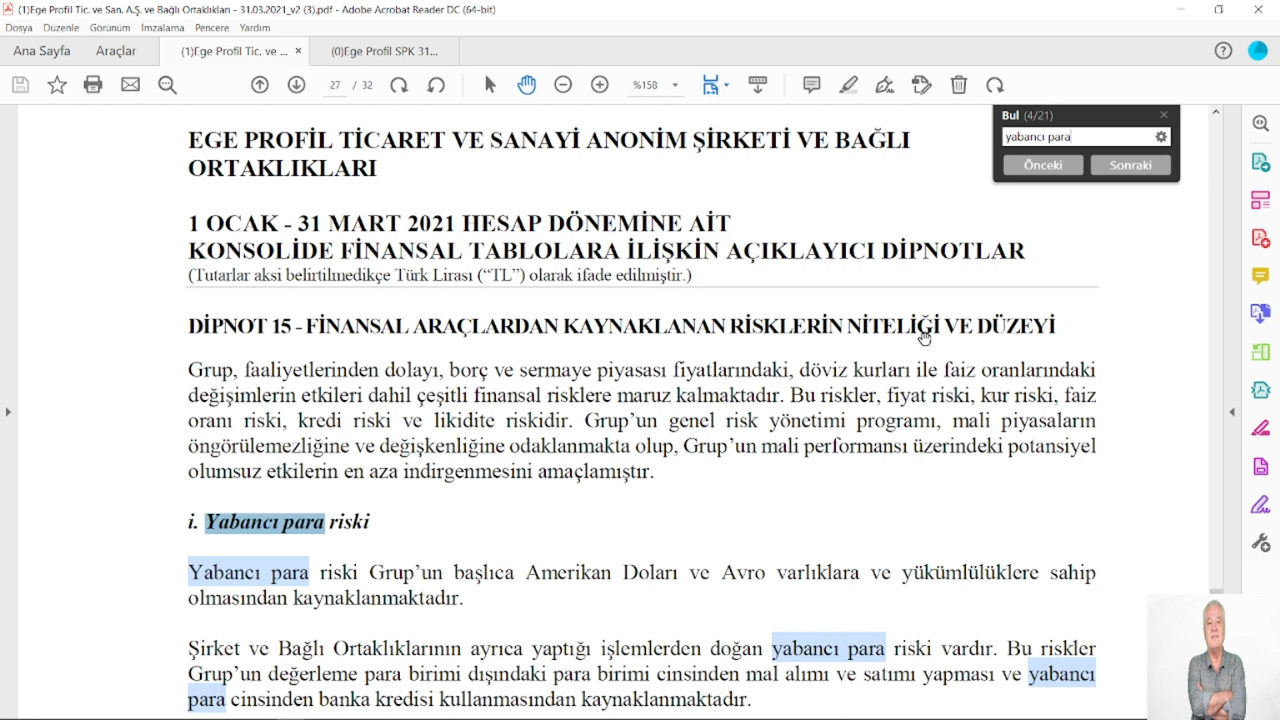 (1)Ege Profil Tic. ve San. A.Ş. ve Bağlı Ortaklıkları - 31.03.2021_v2 (3).pdf - Adobe Acrobat Reader DC (64-bit)
Dosya Düzenle Görünüm İmzalama Pencere Yardım
Ana Sayfa Araçlar (1)Ege Profil Tic. ve ... × (0)Ege Profil SPK 31...
27 / 32 %158
Bul (4/21)
yabancı para
Önceki Sonraki
EGE PROFİL TİCARET VE SANAYİ ANONİM ŞİRKETİ VE BAĞLI
ORTAKLIKLARI
1 OCAK - 31 MART 2021 HESAP DÖNEMİNE AİT
KONSOLİDE FİNANSAL TABLOLARA İLİŞKİN AÇIKLAYICI DİPNOTLAR
(Tutarlar aksi belirtilmedikçe Türk Lirası (“TL”) olarak ifade edilmiştir.)
DİPNOT 15 - FİNANSAL ARAÇLARDAN KAYNAKLANAN RİSKLERİN NİTELİĞİ VE DÜZEYİ
Grup, faaliyetlerinden dolayı, borç ve sermaye piyasası fiyatlarındaki, döviz kurları ile faiz oranlarındaki
değişimlerin etkileri dahil çeşitli finansal risklere maruz kalmaktadır. Bu riskler, fiyat riski, kur riski, faiz
oranı riski, kredi riski ve likidite riskidir. Grup’un genel risk yönetimi programı, mali piyasaların
öngörülemezliğine ve değişkenliğine odaklanmakta olup, Grup’un mali performansı üzerindeki potansiyel
olumsuz etkilerin en aza indirgenmesini amaçlamıştır.
i. Yabancı para riski
Yabancı para riski Grup’un başlıca Amerikan Doları ve Avro varlıklara ve yükümlülüklere sahip
olmasından kaynaklanmaktadır.
Şirket ve Bağlı Ortaklıklarının ayrıca yaptığı işlemlerden doğan yabancı para riski vardır. Bu riskler
Grup’un değerleme para birimi dışındaki para birimi cinsinden mal alımı ve satımı yapması ve yabancı
para cinsinden banka kredisi kullanmasından kaynaklanmaktadır.